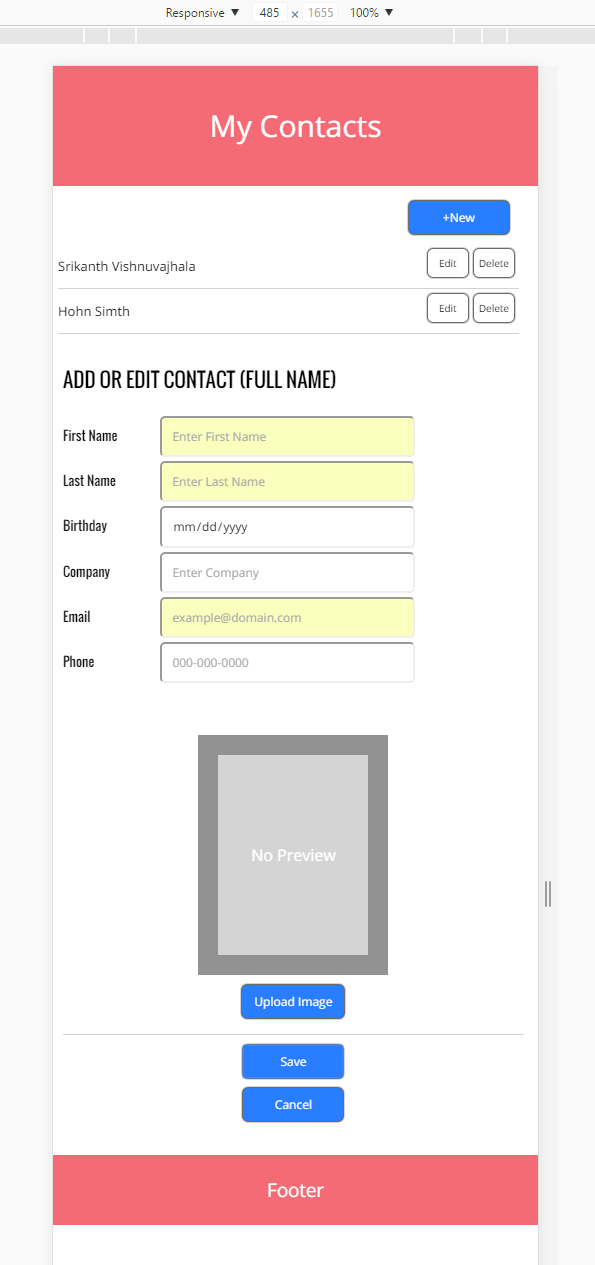 Responsive ▼ 485 × 1655 100% ▼
My Contacts
+New
Srikanth Vishnuvajhala Edit Delete
Hohn Simth Edit Delete
ADD OR EDIT CONTACT (FULL NAME)
First Name Enter First Name
Last Name Enter Last Name
Birthday mm/dd/yyyy
Company Enter Company
Email example@domain.com
Phone 000-000-0000
No Preview
Upload Image
Save
Cancel
Footer